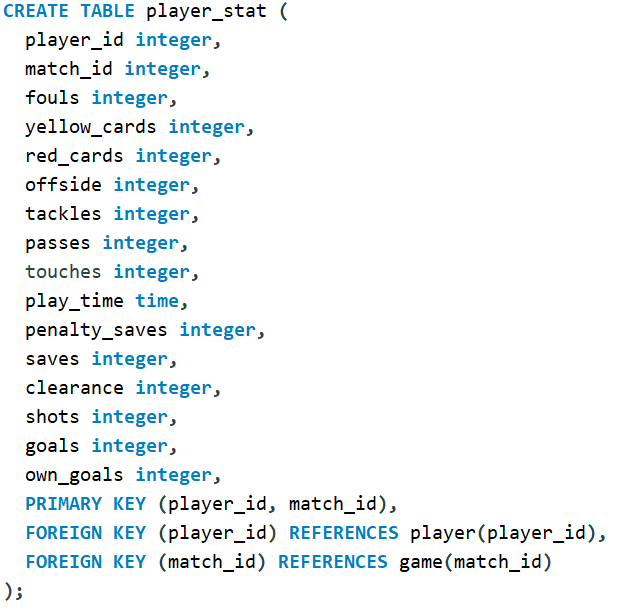 CREATE TABLE player_stat (
player_id integer,
match_id integer,
fouls integer,
yellow_cards integer,
red_cards integer,
offside integer,
tackles integer,
passes integer,
touches integer,
play_time time,
penalty_saves integer,
saves integer,
clearance integer,
shots integer,
goals integer,
own_goals integer,
PRIMARY KEY (player_id, match_id),
FOREIGN KEY (player_id) REFERENCES player(player_id),
FOREIGN KEY (match_id) REFERENCES game(match_id)
);